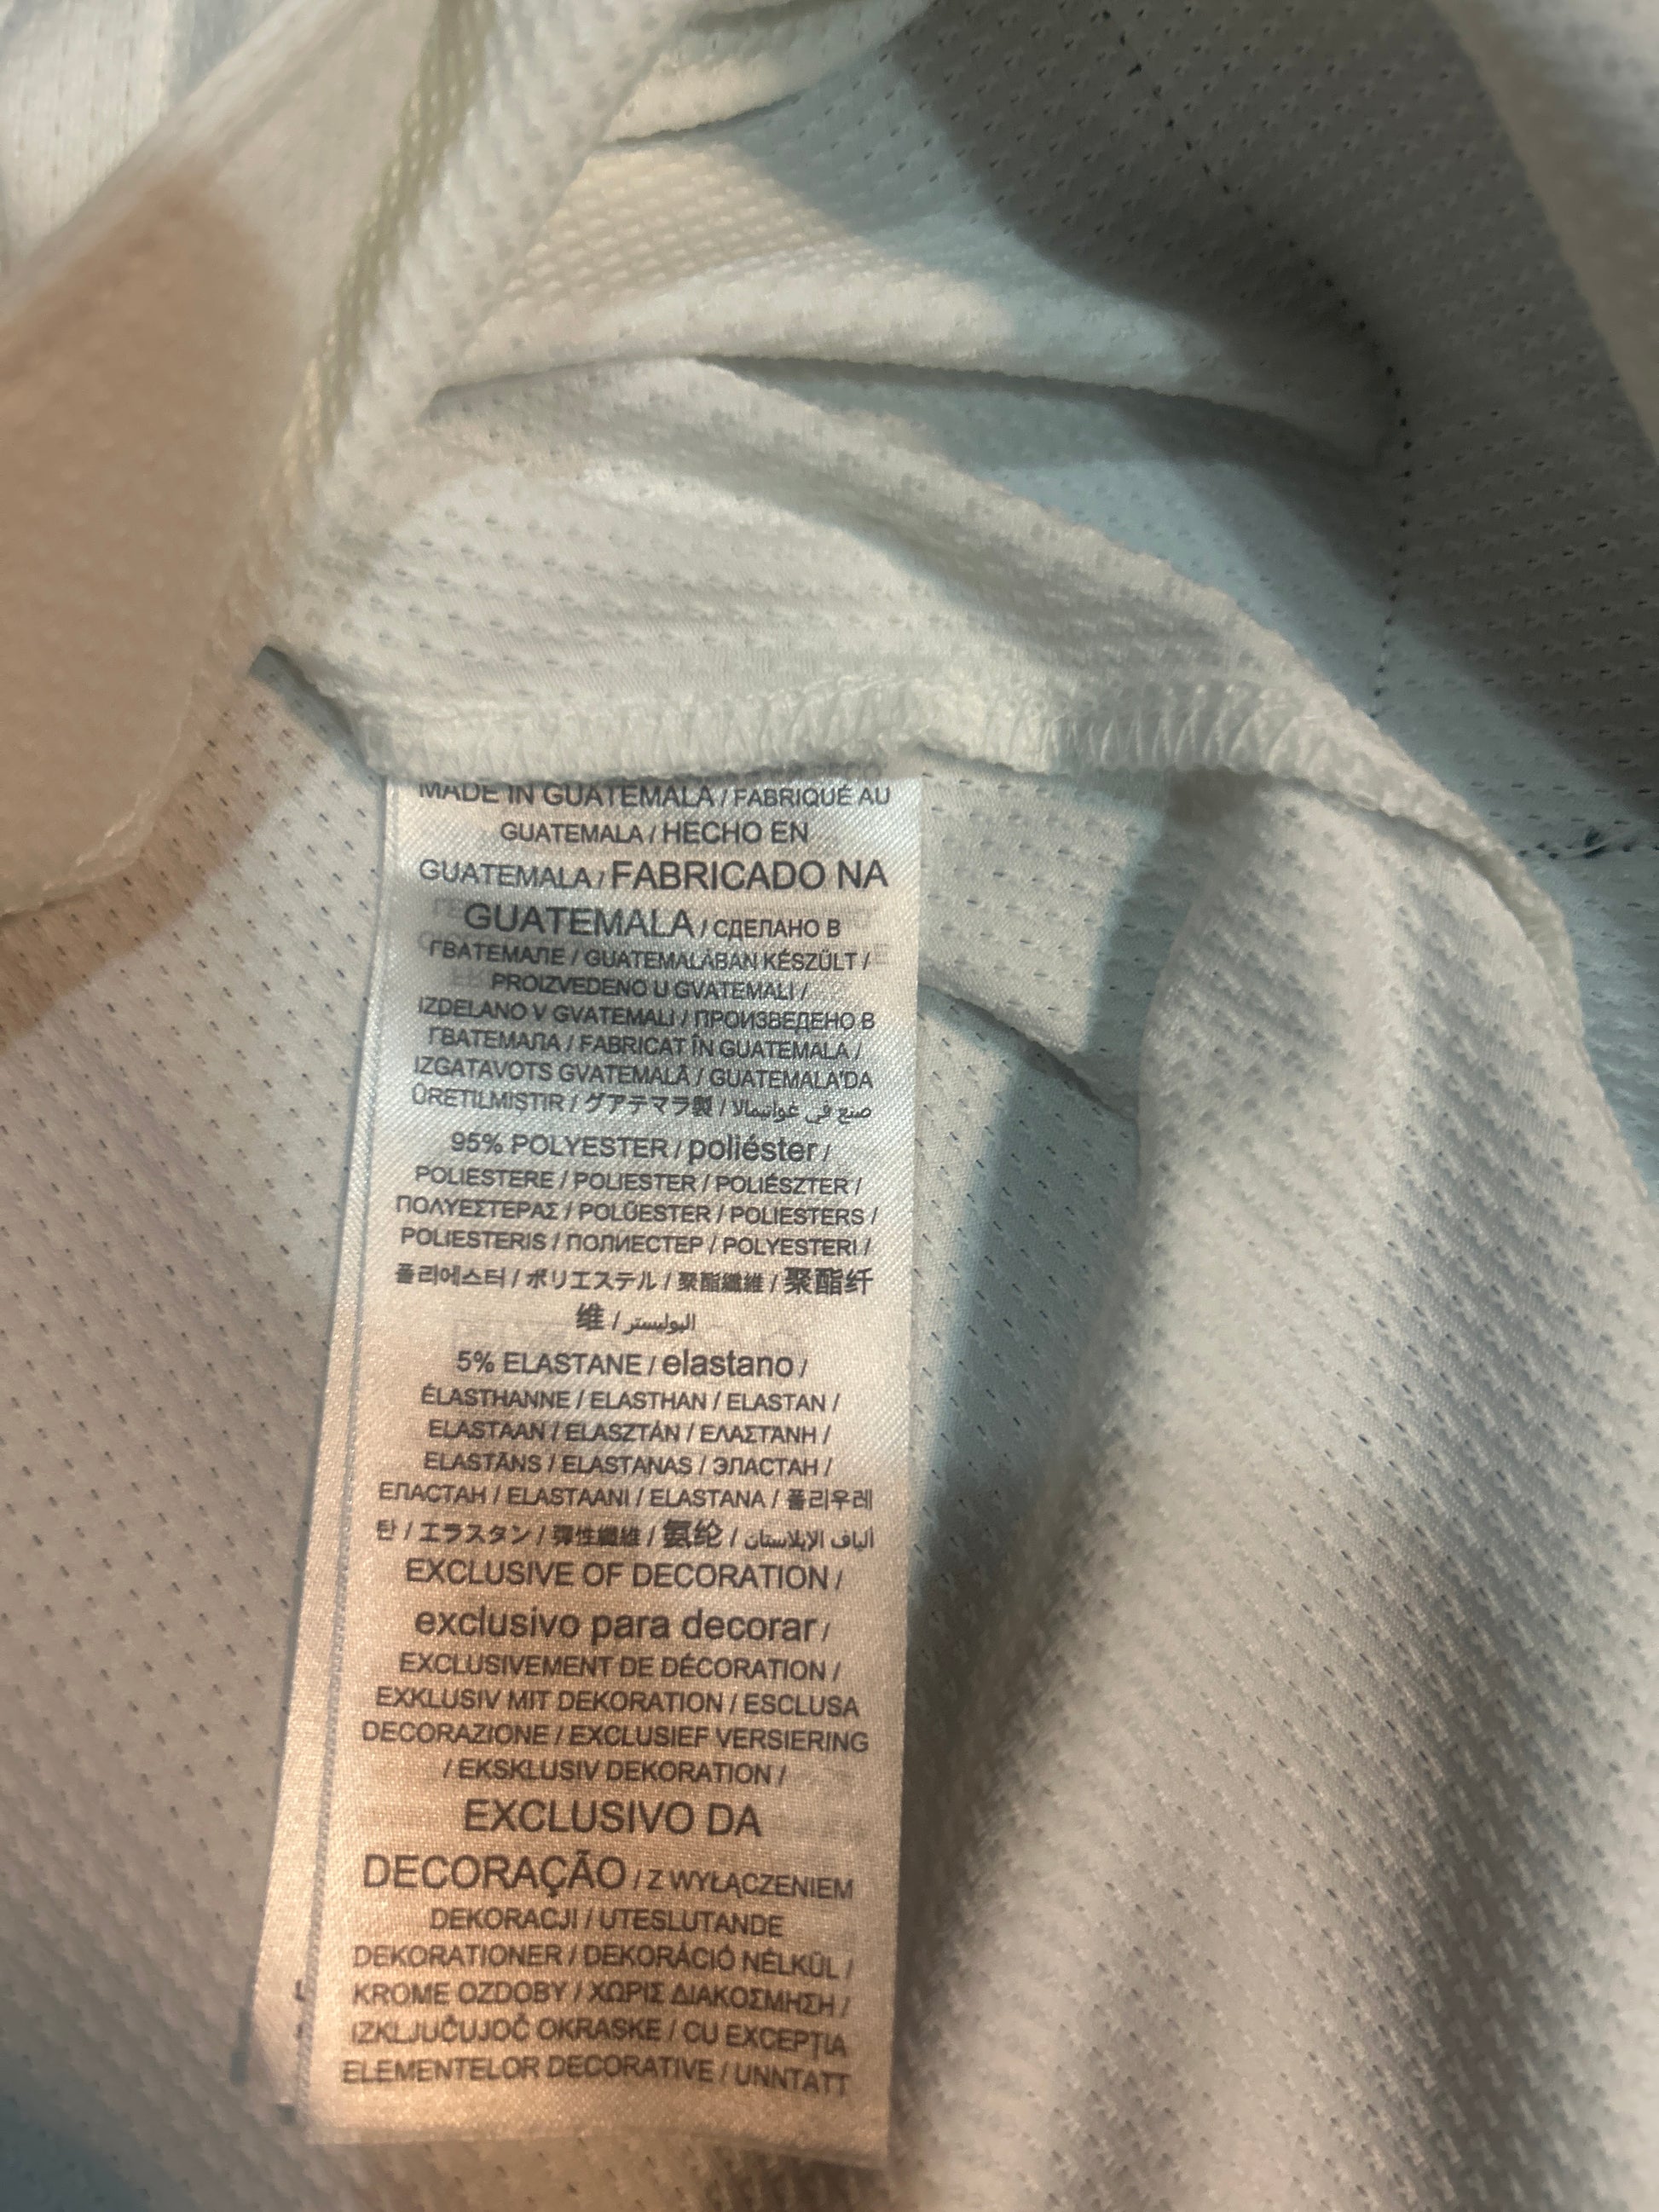 MADE IN GUATEMALA / FABRIQUÉ AU
GUATEMALA / HECHO EN
GUATEMALA / FABRICADO NA
GUATEMALA / СДЕЛАНО В
ГВАТЕМАЛЕ / GUATEMALÁBAN KÉSZÜLT /
PROIZVEDENO U GVATEMALI /
IZDELANO V GVATEMALI / ПРОИЗВЕДЕНО В
ГВАТЕМАЛА / FABRICAT ÎN GUATEMALA /
IZGATAVOTS GVATEMALĀ / GUATEMALA'DA
ÜRETILMIŞTIR / グアテマラ製 / صنع في غواتيمالا
95% POLYESTER / poliéster /
POLIESTERE / POLIESTER / POLIÉSZTER /
ΠΟΛΥΕΣΤΕΡΑΣ / POLÜESTER / POLIESTERS /
POLIESTERIS / ПОЛИЕСТЕР / POLYESTERI /
폴리에스터 / ポリエステル / 聚酯纖維 / 聚酯纤
维 / البوليستر
5% ELASTANE / elastano /
ÉLASTHANNE / ELASTHAN / ELASTAN /
ELASTAAN / ELASZTÁN / ΕΛΑΣΤΑΝΗ /
ELASTĀNS / ELASTANAS / ЭЛАСТАН /
ЕЛАСТАН / ELASTAANI / ELASTANA / 폴리우레
탄 / エラスタン / 彈性纖維 / 氨纶 / ألياف الإيلاستان
EXCLUSIVE OF DECORATION /
exclusivo para decorar /
EXCLUSIVEMENT DE DÉCORATION /
EXKLUSIV MIT DEKORATION / ESCLUSA
DECORAZIONE / EXCLUSIEF VERSIERING
/ EKSKLUSIV DEKORATION /
EXCLUSIVO DA
DECORAÇÃO / Z WYŁĄCZENIEM
DEKORACJI / UTESLUTANDE
DEKORATIONER / DEKORÁCIÓ NÉLKÜL /
KROME OZDOBY / ΧΩΡΙΣ ΔΙΑΚΟΣΜΗΣΗ /
IZKLJUČUJOČ OKRASKE / CU EXCEPȚIA
ELEMENTELOR DECORATIVE / UNNTATT